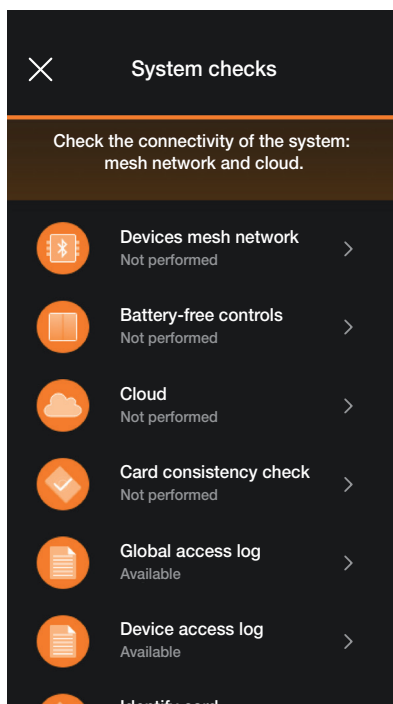 System checks
Check the connectivity of the system:
mesh network and cloud.
Devices mesh network
Not performed
Battery-free controls
Not performed
Cloud
Not performed
Card consistency check
Not performed
Global access log
Available
Device access log
Available
Identify card